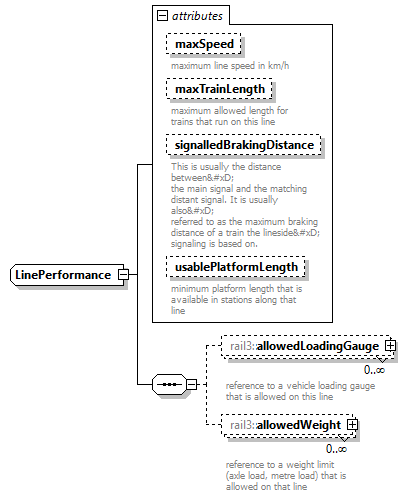 attributes
maxSpeed
maximum line speed in km/h
maxTrainLength
maximum allowed length for
trains that run on this line
signalledBrakingDistance
This is usually the distance
between&#xD;
the main signal and the matching
distant signal. It is usually
also&#xD;
referred to as the maximum braking
distance of a train the lineside&#xD;
signaling is based on.
usablePlatformLength
minimum platform length that is
available in stations along that
line
LinePerformance
rail3::allowedLoadingGauge
0..∞
reference to a vehicle loading gauge
that is allowed on this line
rail3::allowedWeight
0..∞
reference to a weight limit
(axle load, metre load) that is
allowed on that line